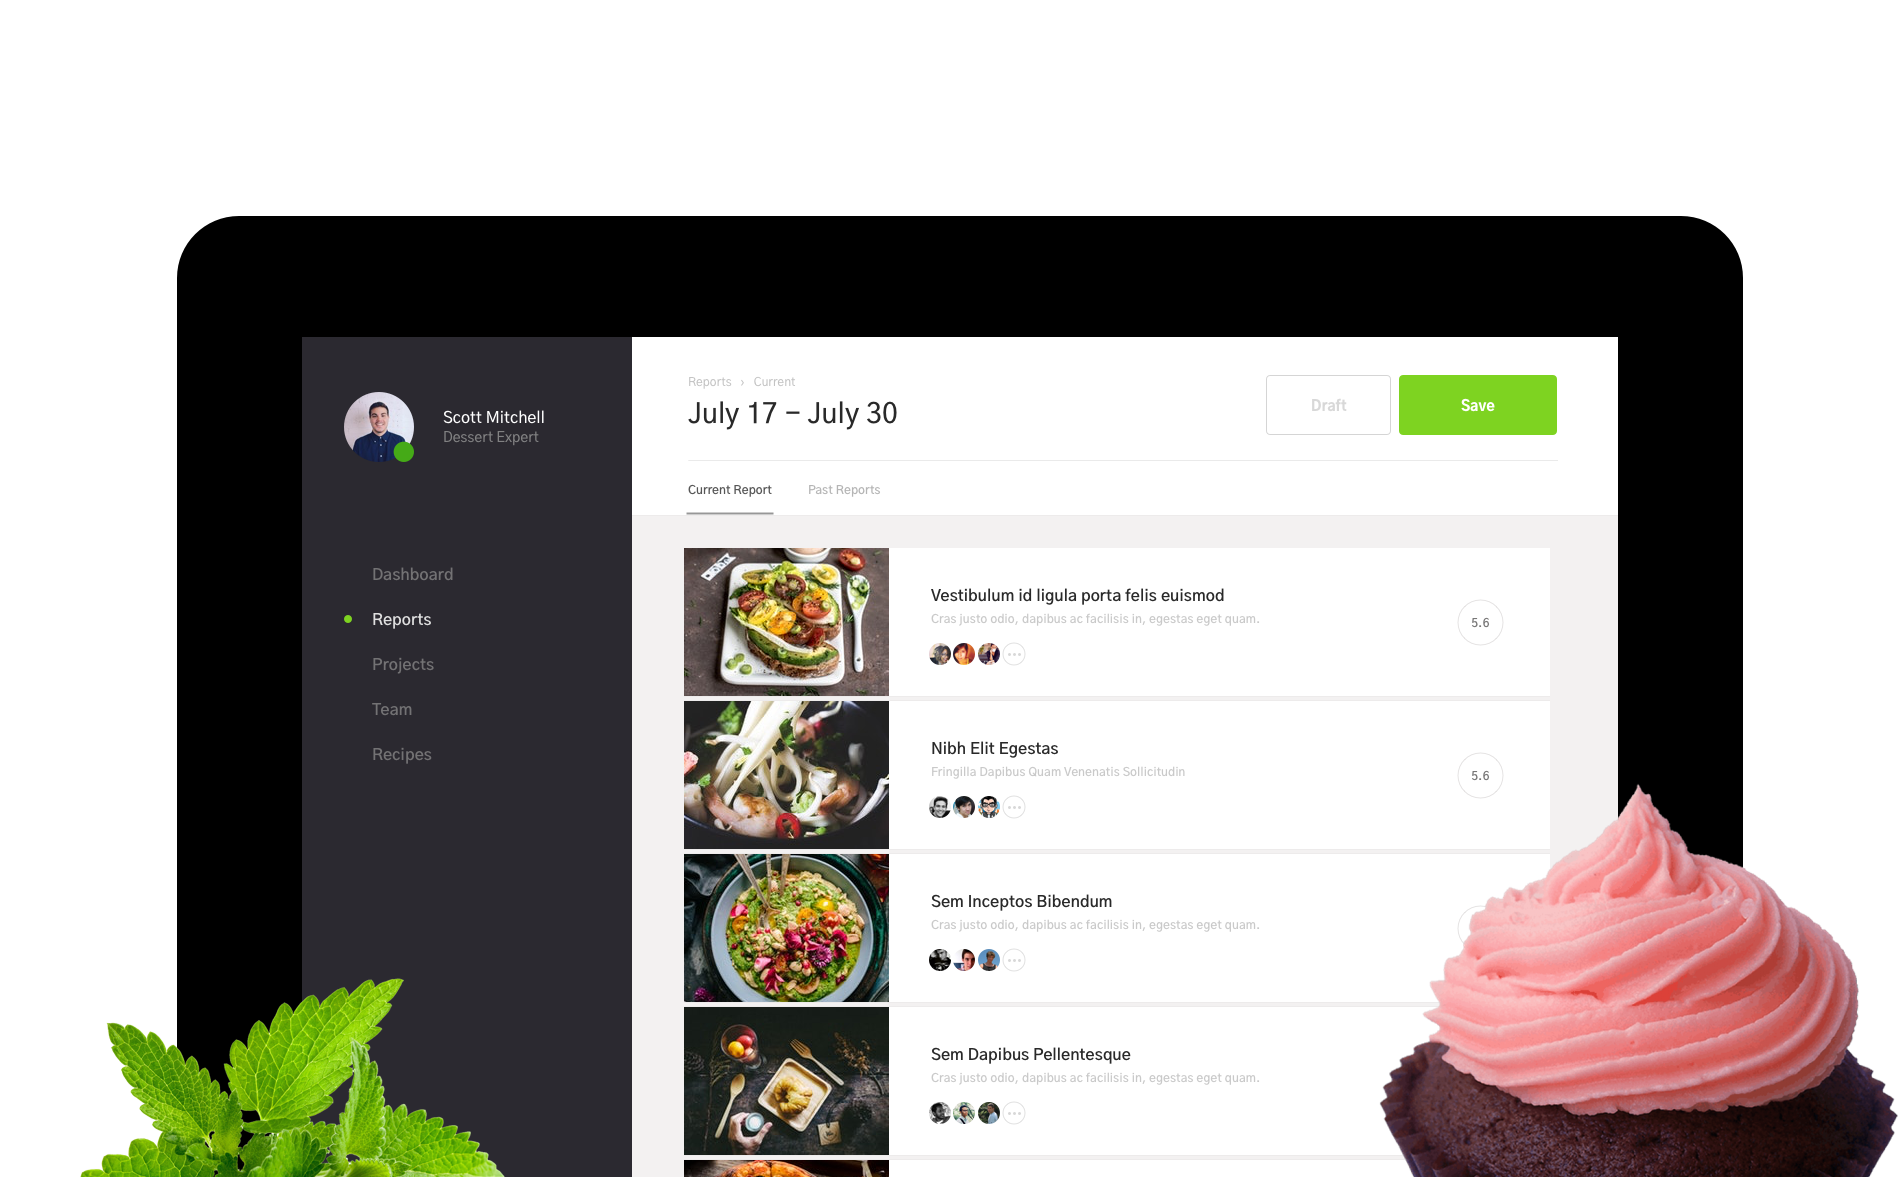 Scott Mitchell
Dessert Expert
Dashboard
Reports
Projects
Team
Recipes
Reports › Current
July 17 – July 30
Draft
Save
Current Report
Past Reports
Vestibulum id ligula porta felis euismod
Cras justo odio, dapibus ac facilisis in, egestas eget quam.
5.6
Nibh Elit Egestas
Fringilla Dapibus Quam Venenatis Sollicitudin
5.6
Sem Inceptos Bibendum
Cras justo odio, dapibus ac facilisis in, egestas eget quam.
Sem Dapibus Pellentesque
Cras justo odio, dapibus ac facilisis in, egestas eget quam.